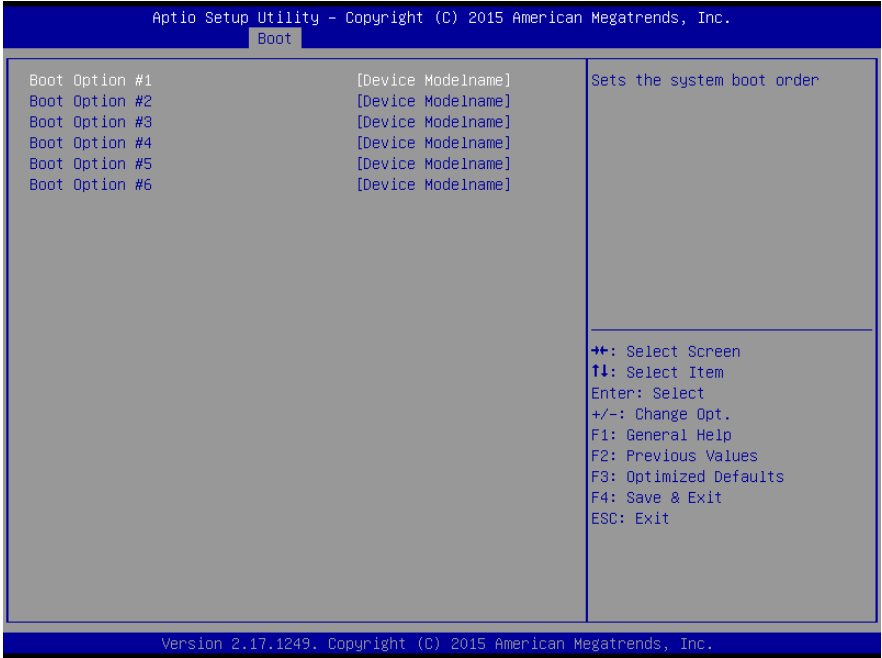 Aptio Setup Utility – Copyright (C) 2015 American Megatrends, Inc.
Boot
Boot Option #1 [Device Modelname]
Boot Option #2 [Device Modelname]
Boot Option #3 [Device Modelname]
Boot Option #4 [Device Modelname]
Boot Option #5 [Device Modelname]
Boot Option #6 [Device Modelname]
Sets the system boot order
→←: Select Screen
↑↓: Select Item
Enter: Select
+/-: Change Opt.
F1: General Help
F2: Previous Values
F3: Optimized Defaults
F4: Save & Exit
ESC: Exit
Version 2.17.1249. Copyright (C) 2015 American Megatrends, Inc.